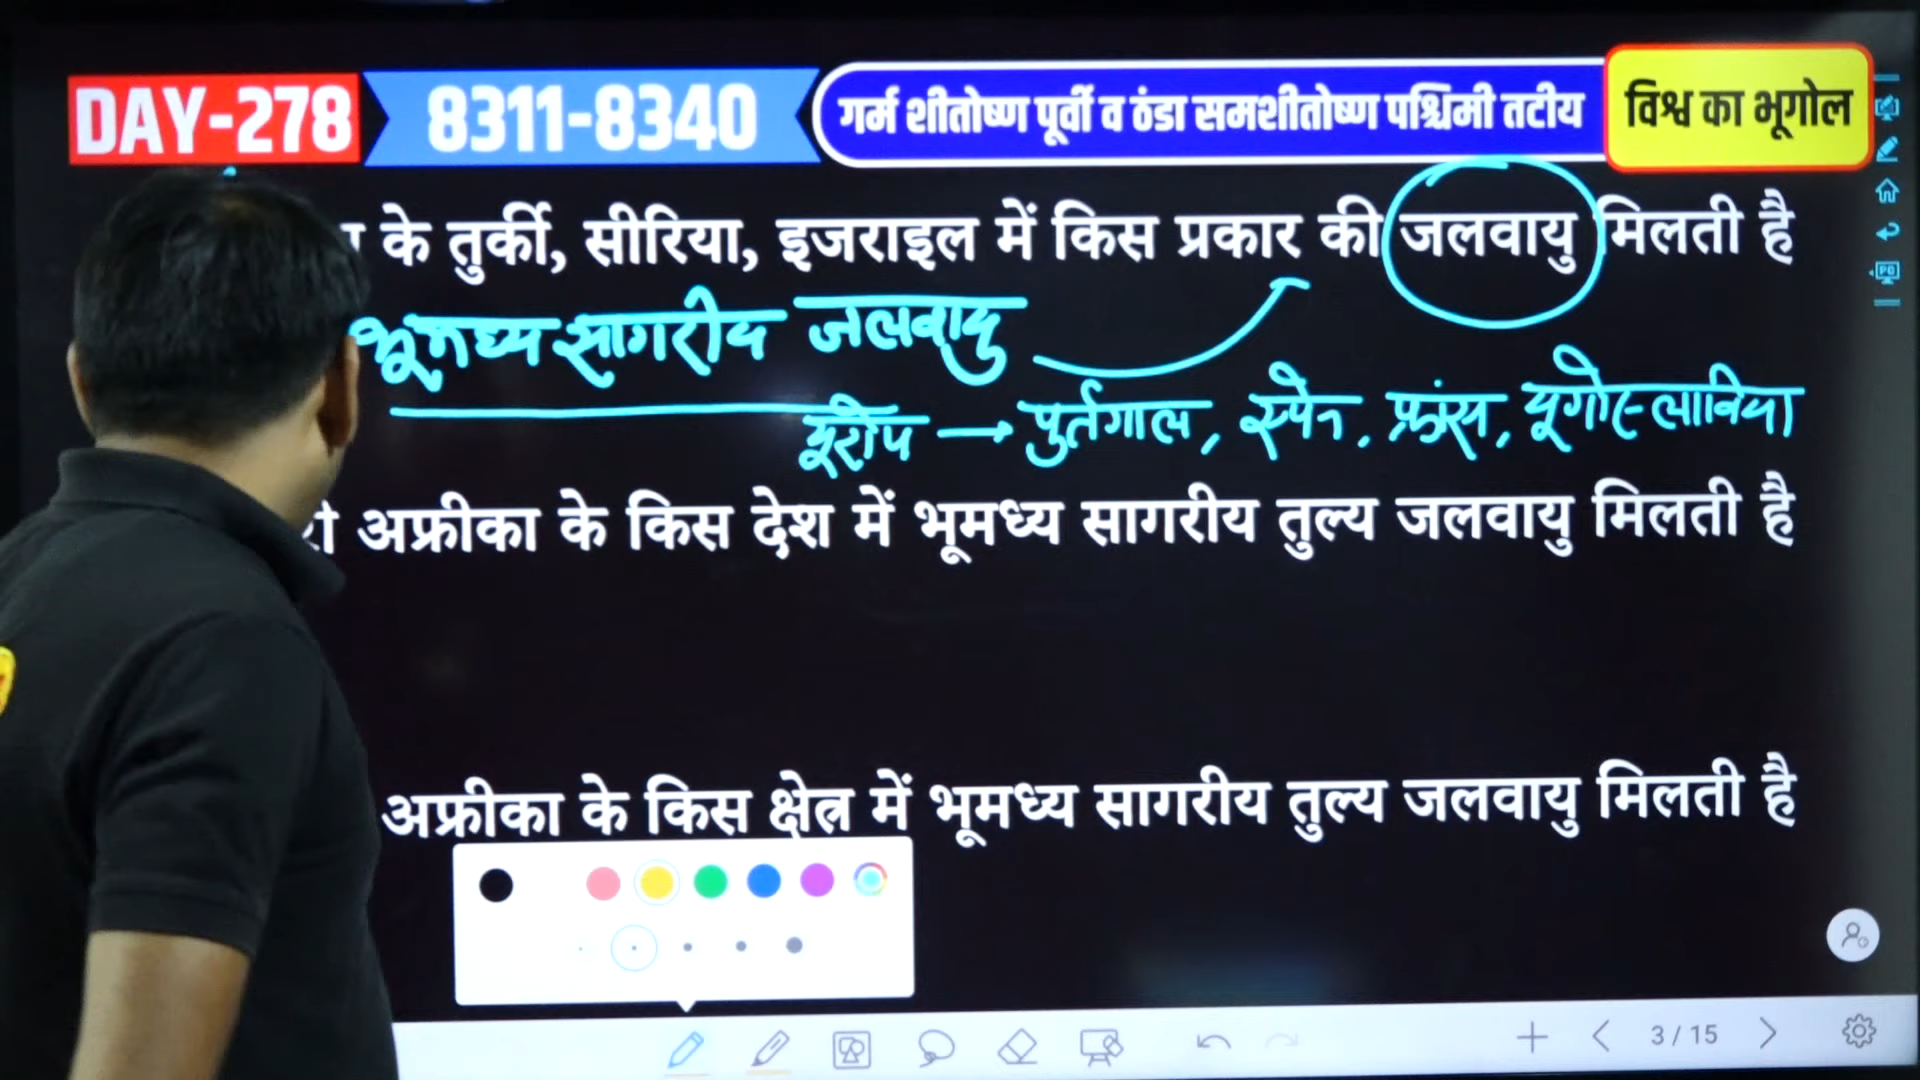 DAY-278 8311-8340 गर्म शीतोष्ण पूर्वी व ठंडा समशीतोष्ण पश्चिमी तटीय विश्व का भूगोल
के तुर्की, सीरिया, इजराइल में किस प्रकार की जलवायु मिलती है
भूमध्य सागरीय जलवायु
यूरोप → पुर्तगाल, स्पेन, फ्रांस, यूगोस्लाविया
अफ्रीका के किस देश में भूमध्य सागरीय तुल्य जलवायु मिलती है
अफ्रीका के किस क्षेत्र में भूमध्य सागरीय तुल्य जलवायु मिलती है
3 / 15